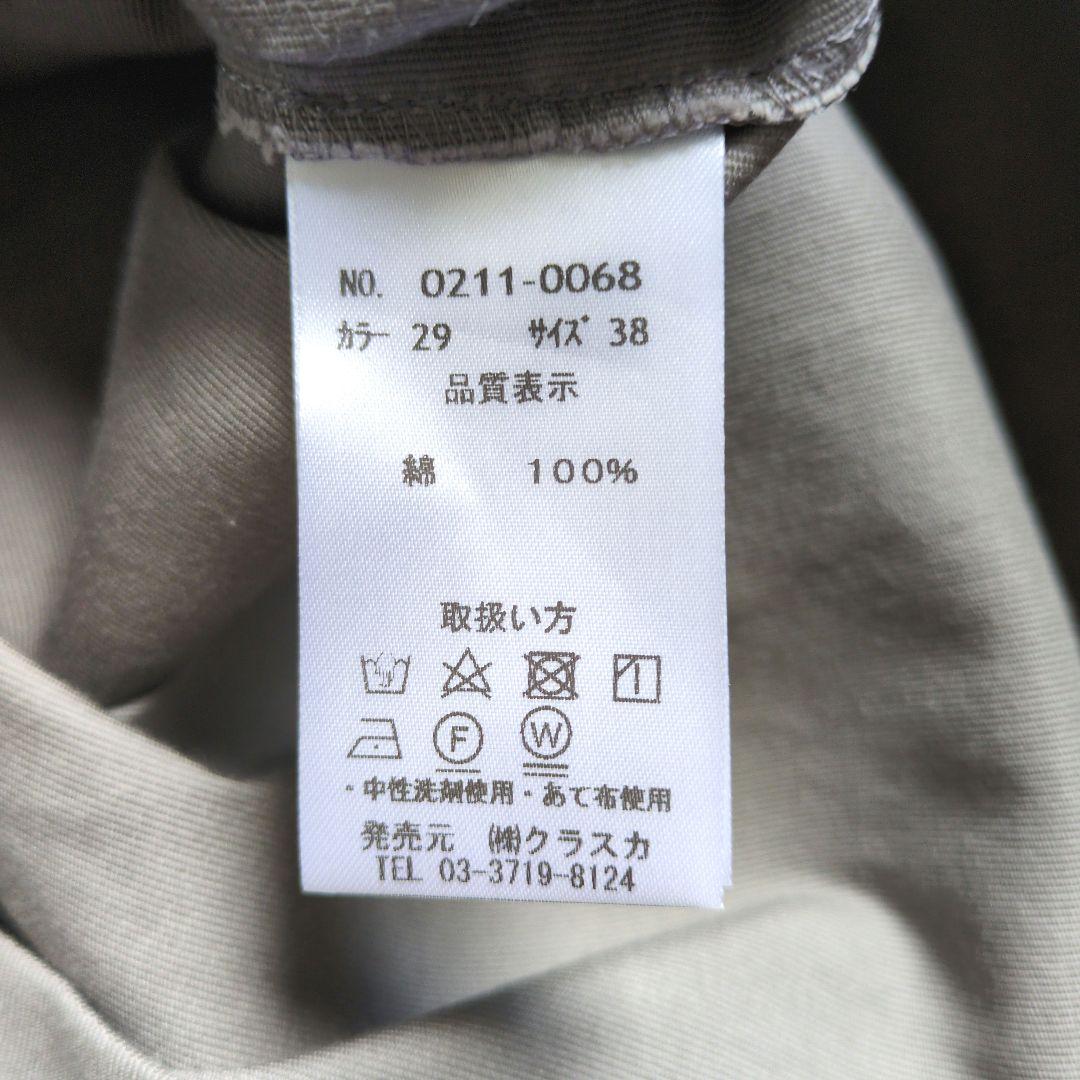 NO. 0211-0068
ｶﾗｰ 29 ｻｲｽﾞ 38
品質表示
綿 100%
取扱い方
F W
・中性洗剤使用・あて布使用
発売元 ㈱クラスカ
TEL 03-3719-8124